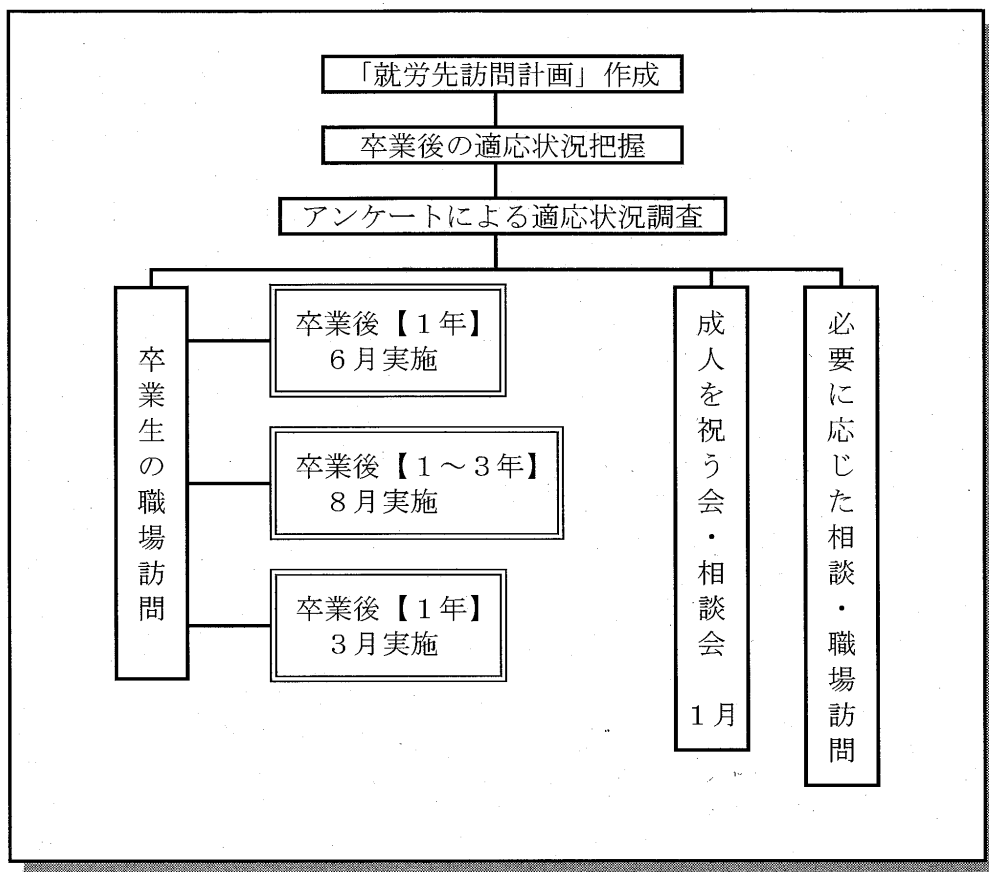 「就労先訪問計画」作成
卒業後の適応状況把握
アンケートによる適応状況調査
卒業生の職場訪問
卒業後【１年】
６月実施
卒業後【１～３年】
８月実施
卒業後【１年】
３月実施
成人を祝う会・相談会　１月
必要に応じた相談・職場訪問